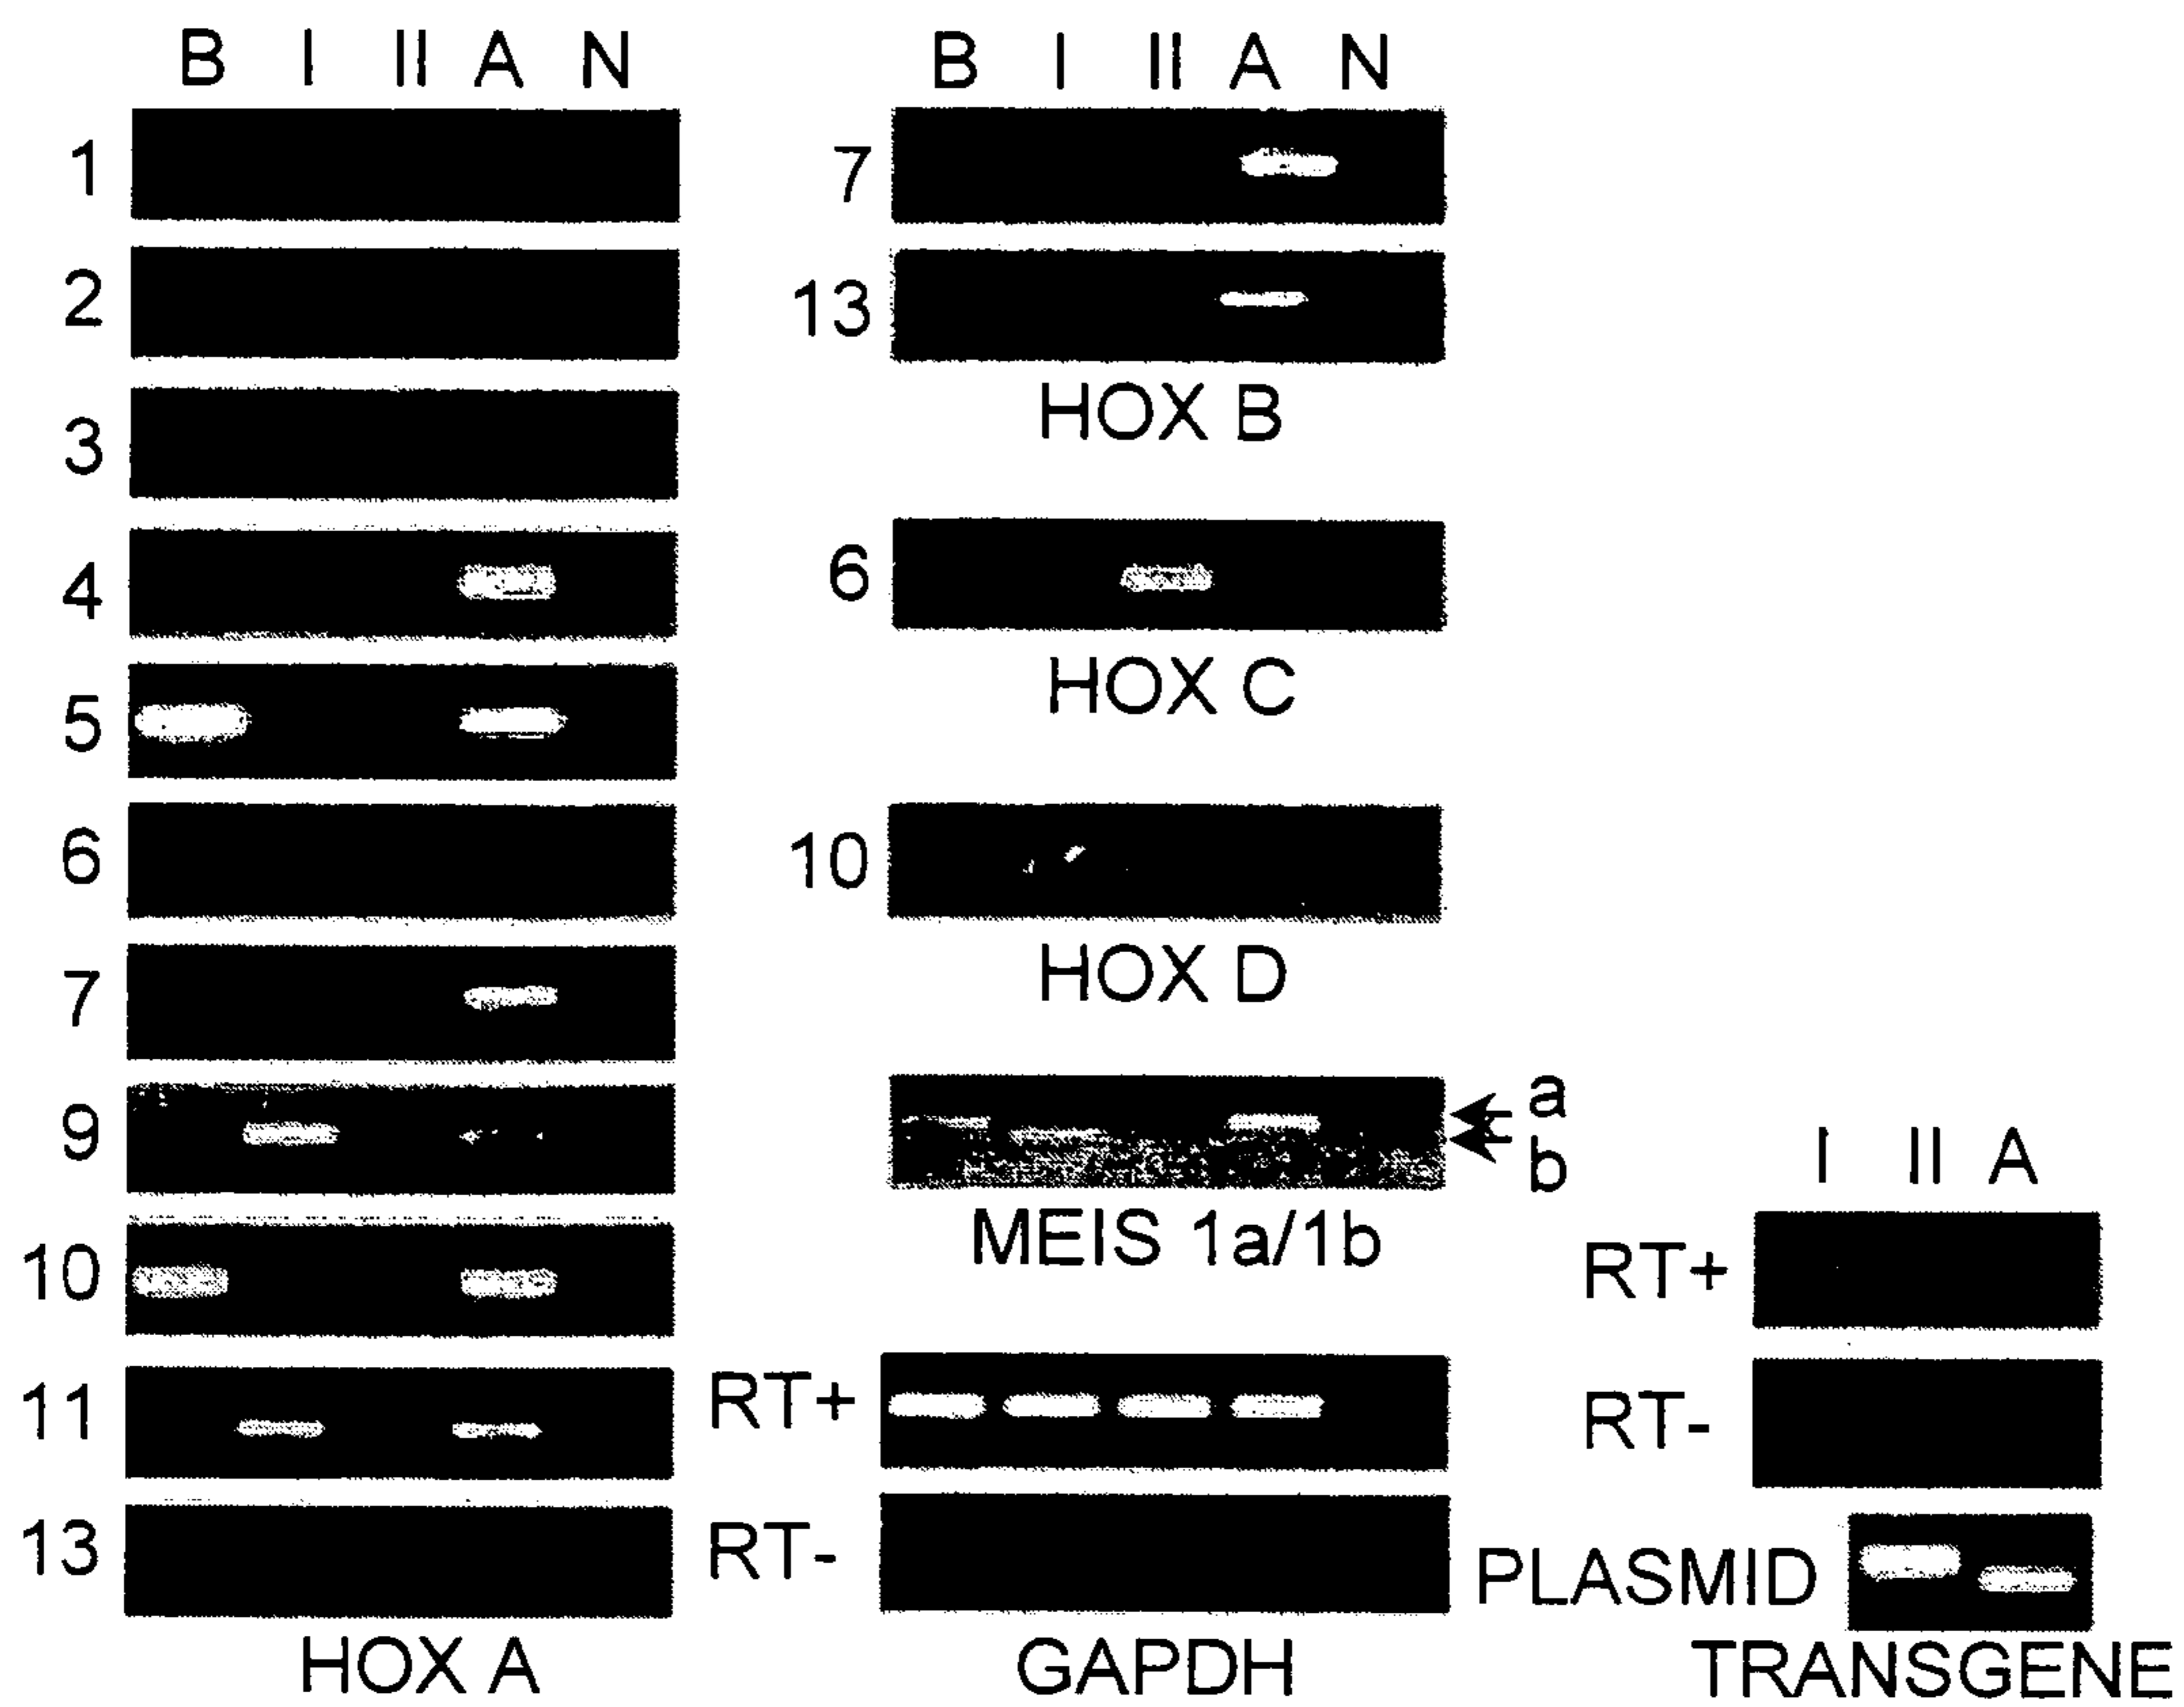 B I II A N
1
2
3
4
5
6
7
9
10
11
13
HOX A
B I II A N
7
13
HOX B
6
HOX C
10
HOX D
a
b
MEIS 1a/1b
RT+
RT-
GAPDH
I II A
RT+
RT-
PLASMID
TRANSGENE